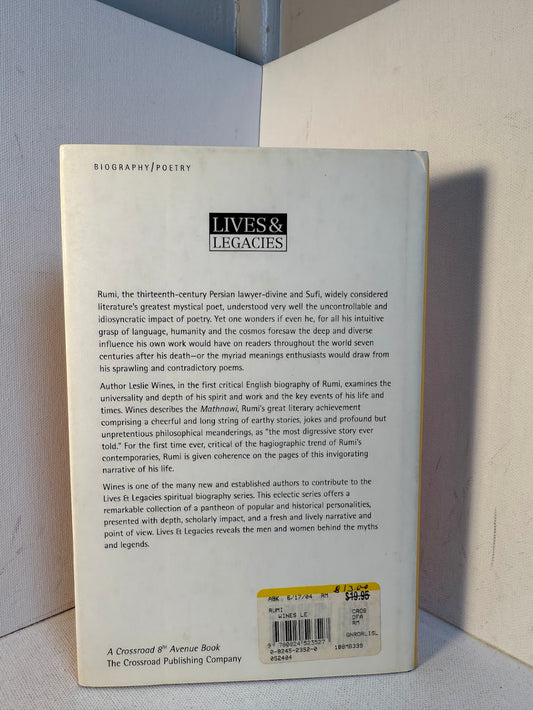 BIOGRAPHY/POETRY
LIVES &
LEGACIES
Rumi, the thirteenth-century Persian lawyer-divine and Sufi, widely considered
literature's greatest mystical poet, understood very well the uncontrollable and
idiosyncratic impact of poetry. Yet one wonders if even he, for all his intuitive
grasp of language, humanity and the cosmos foresaw the deep and diverse
influence his own work would have on readers throughout the world seven
centuries after his death—or the myriad meanings enthusiasts would draw from
his sprawling and contradictory poems.
Author Leslie Wines, in the first critical English biography of Rumi, examines the
universality and depth of his spirit and work and the key events of his life and
times. Wines describes the Mathnawi, Rumi's great literary achievement
comprising a cheerful and long string of earthy stories, jokes and profound but
unpretentious philosophical meanderings, as "the most digressive story ever
told." For the first time ever, critical of the hagiographic trend of Rumi's
contemporaries, Rumi is given coherence on the pages of this invigorating
narrative of his life.
Wines is one of the many new and established authors to contribute to the
Lives & Legacies spiritual biography series. This eclectic series offers a
remarkable collection of a pantheon of popular and historical personalities,
presented with depth, scholarly impact, and a fresh and lively narrative and
point of view. Lives & Legacies reveals the men and women behind the myths
and legends.
$13.00
ABK 5/17/04 RM $19.95
RUMI
WINES LE
CROS
RM
9 780824 523527
0-8245-2352-0
052404
108MB399
A Crossroad 8th Avenue Book
The Crossroad Publishing Company